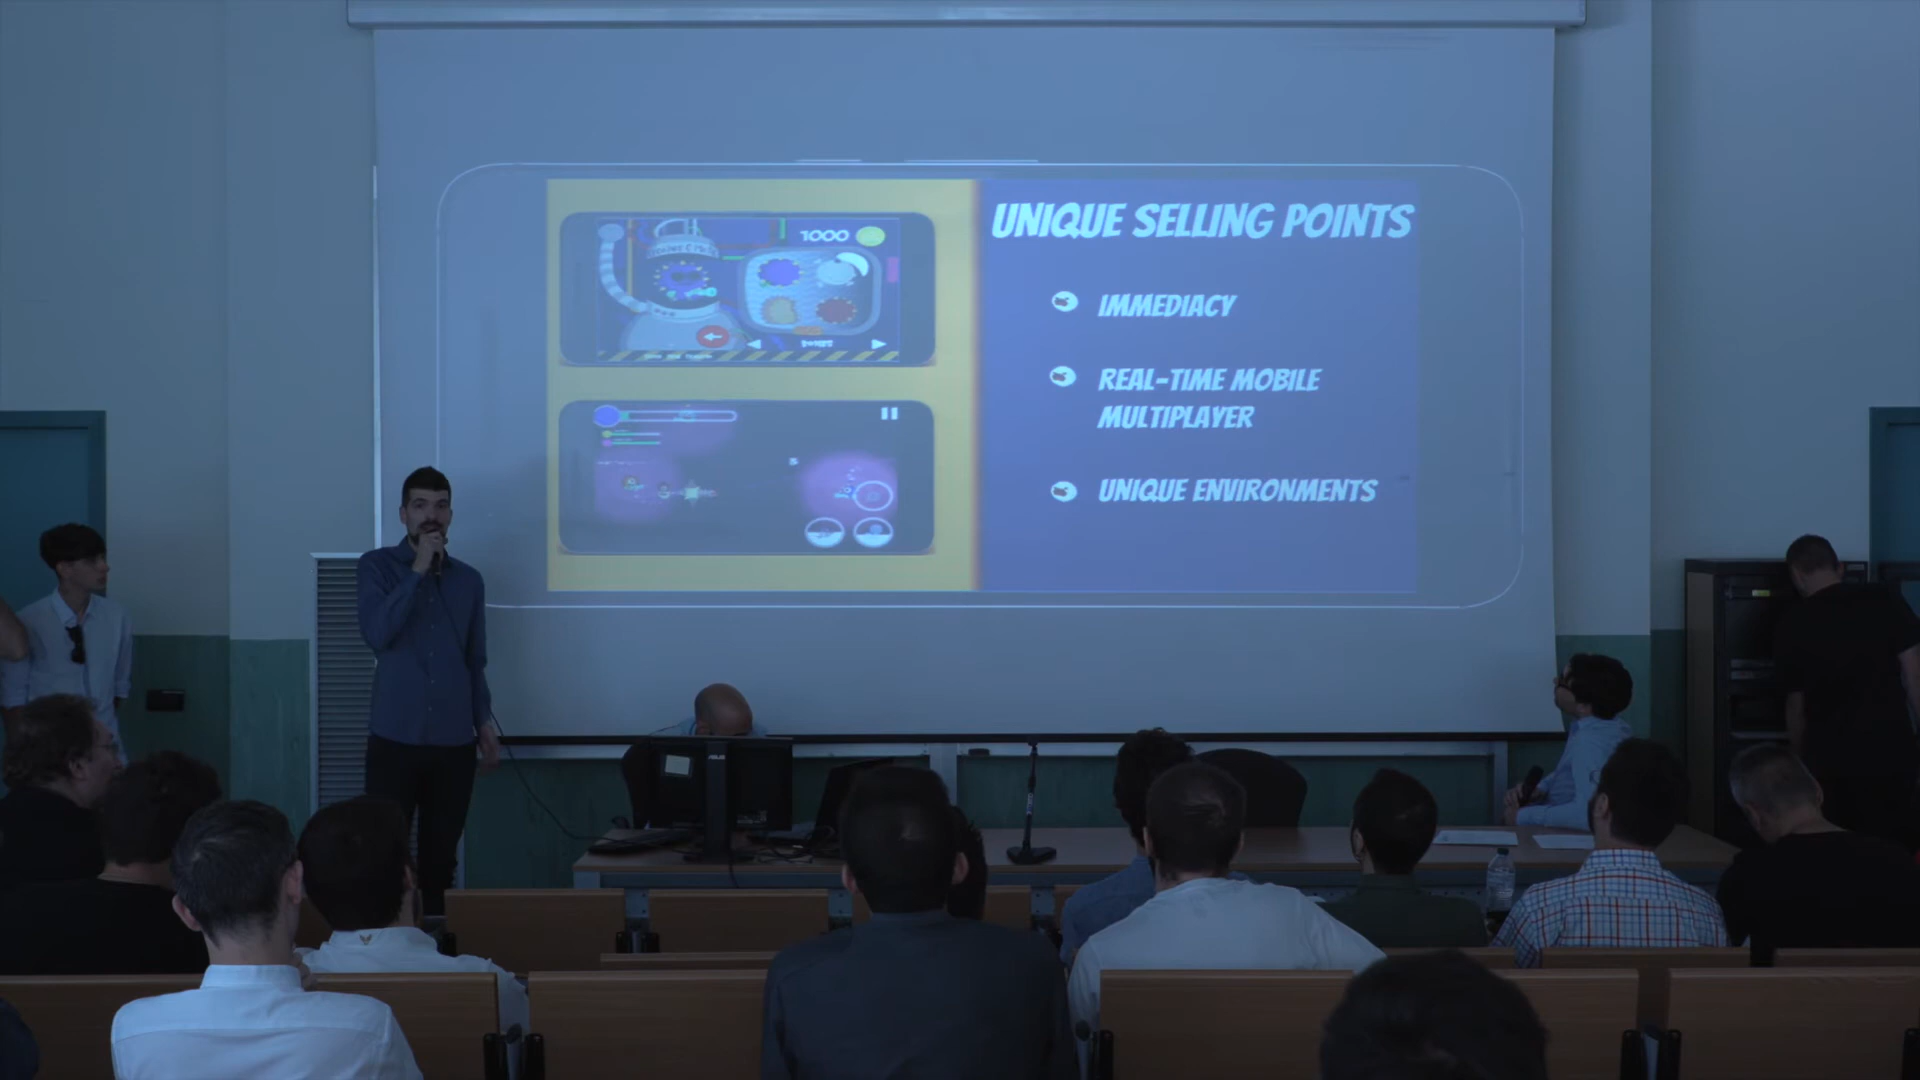 1000
UNIQUE SELLING POINTS
IMMEDIACY
REAL-TIME MOBILE
MULTIPLAYER
UNIQUE ENVIRONMENTS